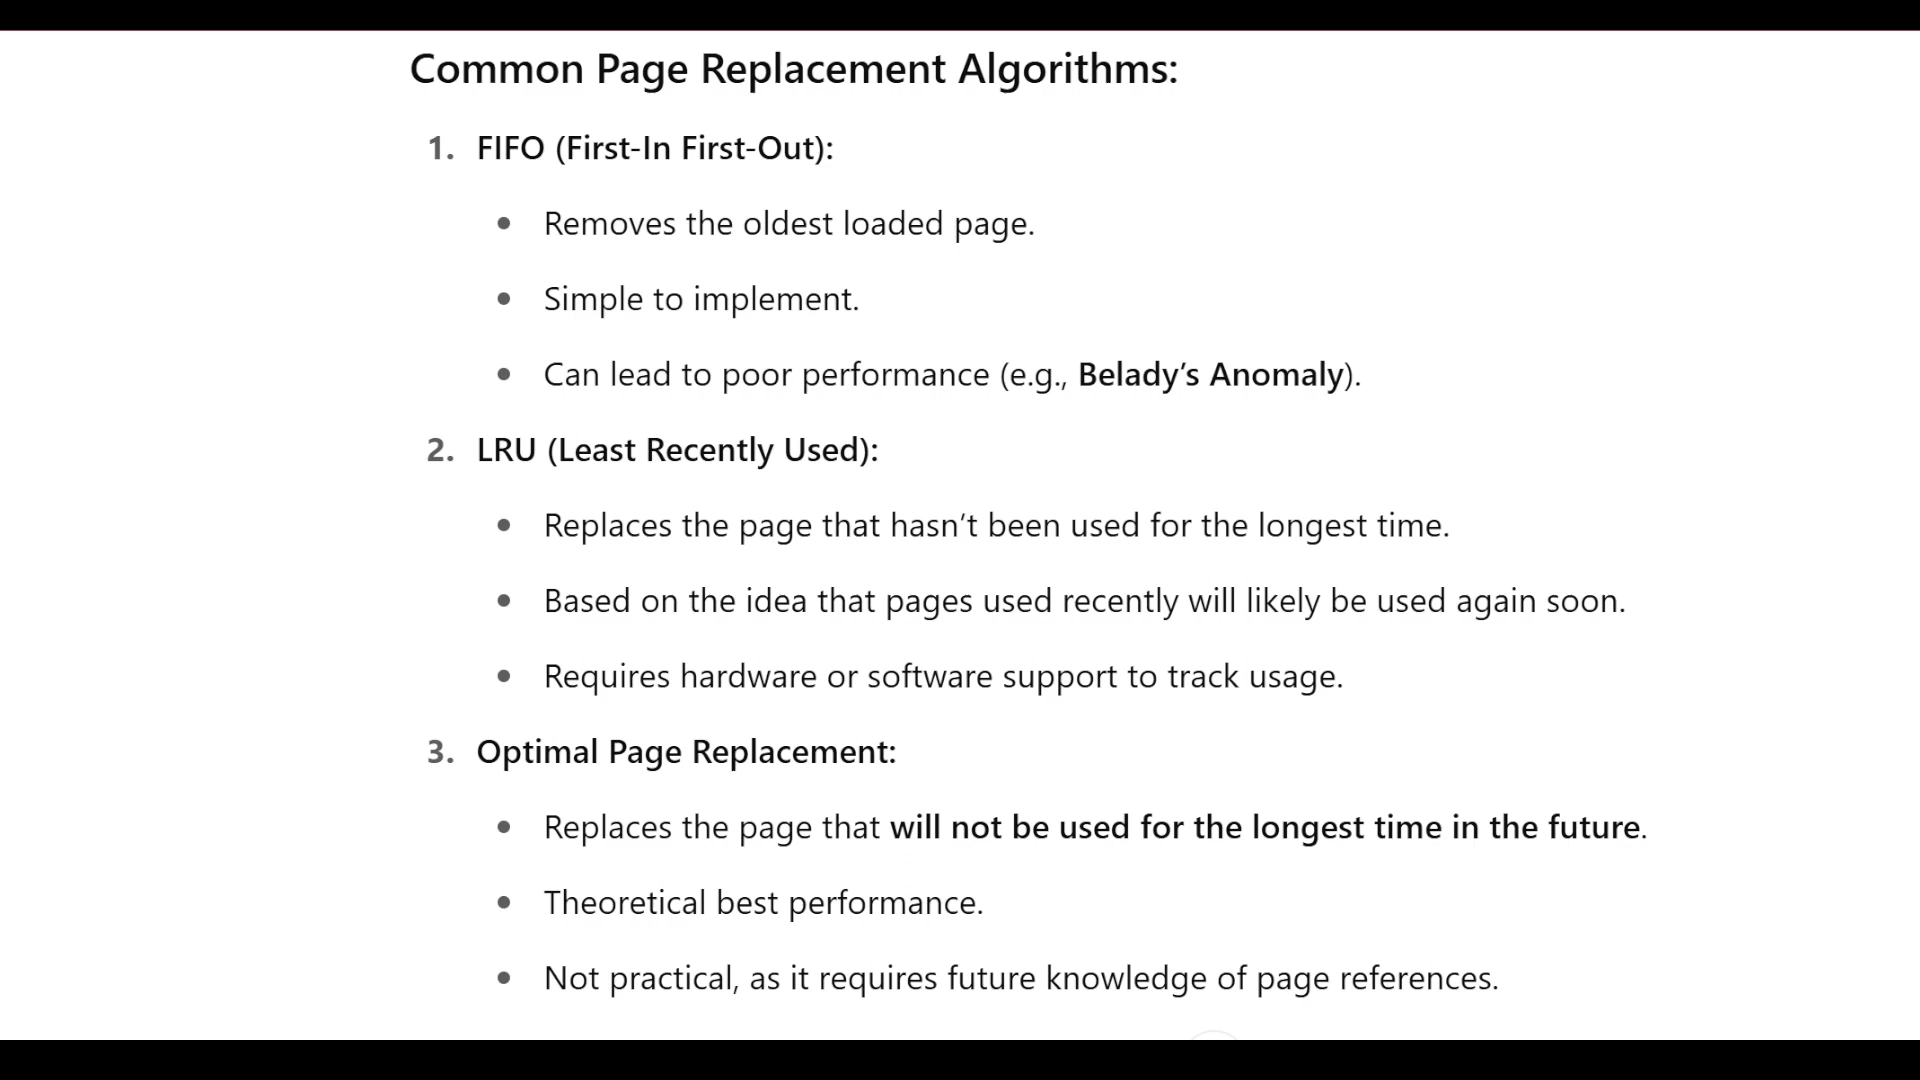 Common Page Replacement Algorithms:
1. FIFO (First-In First-Out):
• Removes the oldest loaded page.
• Simple to implement.
• Can lead to poor performance (e.g., Belady’s Anomaly).
2. LRU (Least Recently Used):
• Replaces the page that hasn’t been used for the longest time.
• Based on the idea that pages used recently will likely be used again soon.
• Requires hardware or software support to track usage.
3. Optimal Page Replacement:
• Replaces the page that will not be used for the longest time in the future.
• Theoretical best performance.
• Not practical, as it requires future knowledge of page references.